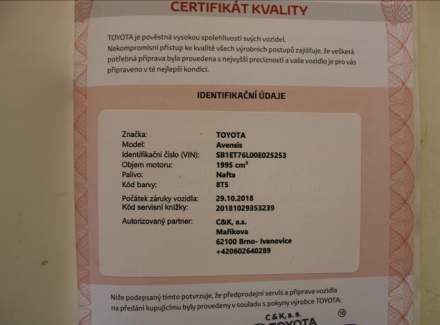 CERTIFIKÁT KVALITY
TOYOTA je pověstná vysokou spolehlivostí svých vozidel.
Nekompromisní přístup ke kvalitě všech výrobních postupů zajišťuje, že veškerá
potřebná příprava byla provedena s nejvyšší precizností a vaše vozidlo je pro vás
připraveno v té nejlepší kondici.
IDENTIFIKAČNÍ ÚDAJE
Značka: TOYOTA
Model: Avensis
Identifikační číslo (VIN): SB1ET76L00E025253
Objem motoru: 1995 cm³
Palivo: Nafta
Kód barvy: 8T5
Počátek záruky vozidla: 29.10.2018
Kód servisní knížky: 20181029353239
Autorizovaný partner: C&K, a.s.
Maříkova
62100 Brno- Ivanovice
+420602640289
Níže podepsaný tímto potvrzuje, že předprodejní servis a příprava vozidla
na předání kupujícímu byly provedeny v souladu s pokyny výrobce TOYOTA:
C&K, a.s.
TOYOTA